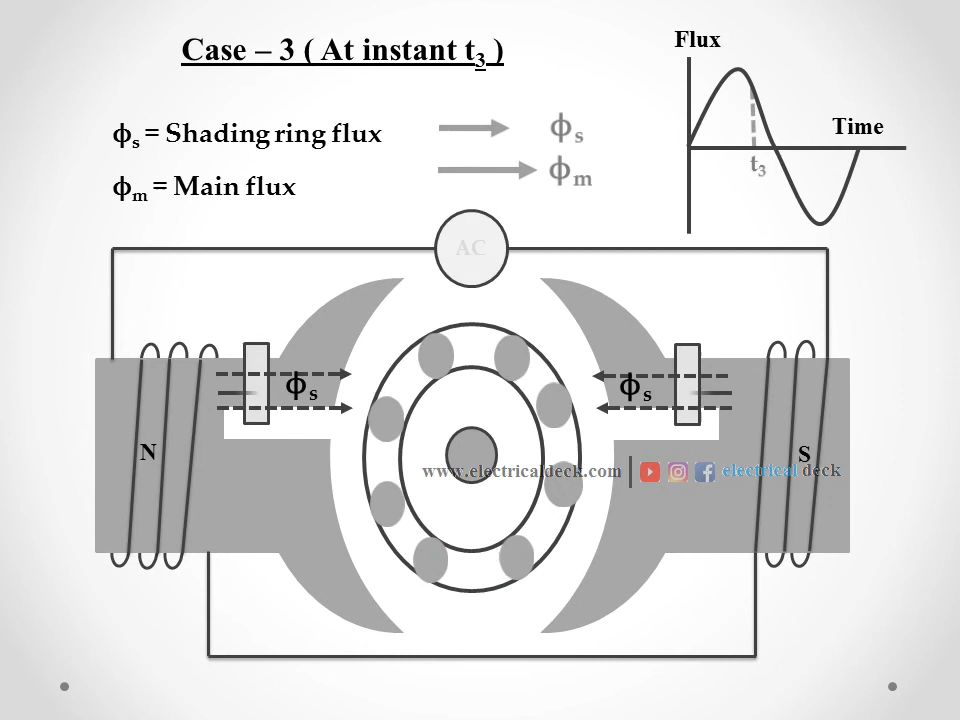 Case – 3 ( At instant t3 )
Flux
Time
t3
ϕs = Shading ring flux
ϕs
ϕm = Main flux
ϕm
AC
ϕs
ϕs
N
S
www.electricaldeck.com
electrical deck